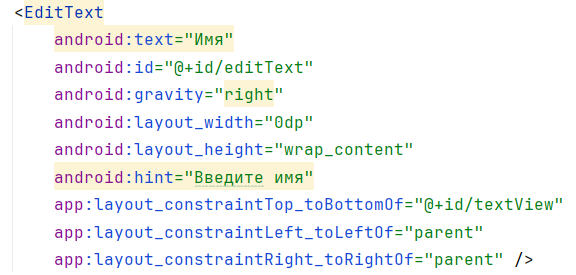 <EditText
android:text="Имя"
android:id="@+id/editText"
android:gravity="right"
android:layout_width="0dp"
android:layout_height="wrap_content"
android:hint="Введите имя"
app:layout_constraintTop_toBottomOf="@+id/textView"
app:layout_constraintLeft_toLeftOf="parent"
app:layout_constraintRight_toRightOf="parent" />